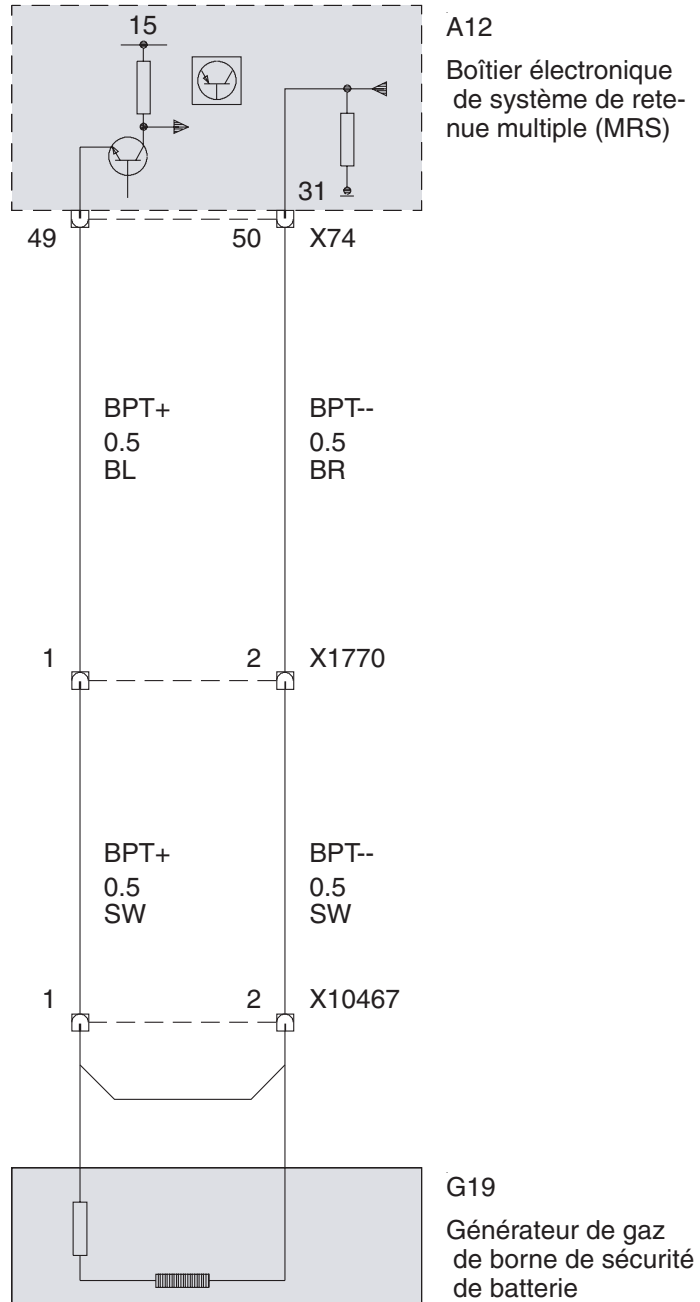 15
A12
Boîtier électronique
de système de rete-
nue multiple (MRS)
31
49
50
X74
BPT+
0.5
BL
BPT--
0.5
BR
1
2
X1770
BPT+
0.5
SW
BPT--
0.5
SW
1
2
X10467
G19
Générateur de gaz
de borne de sécurité
de batterie